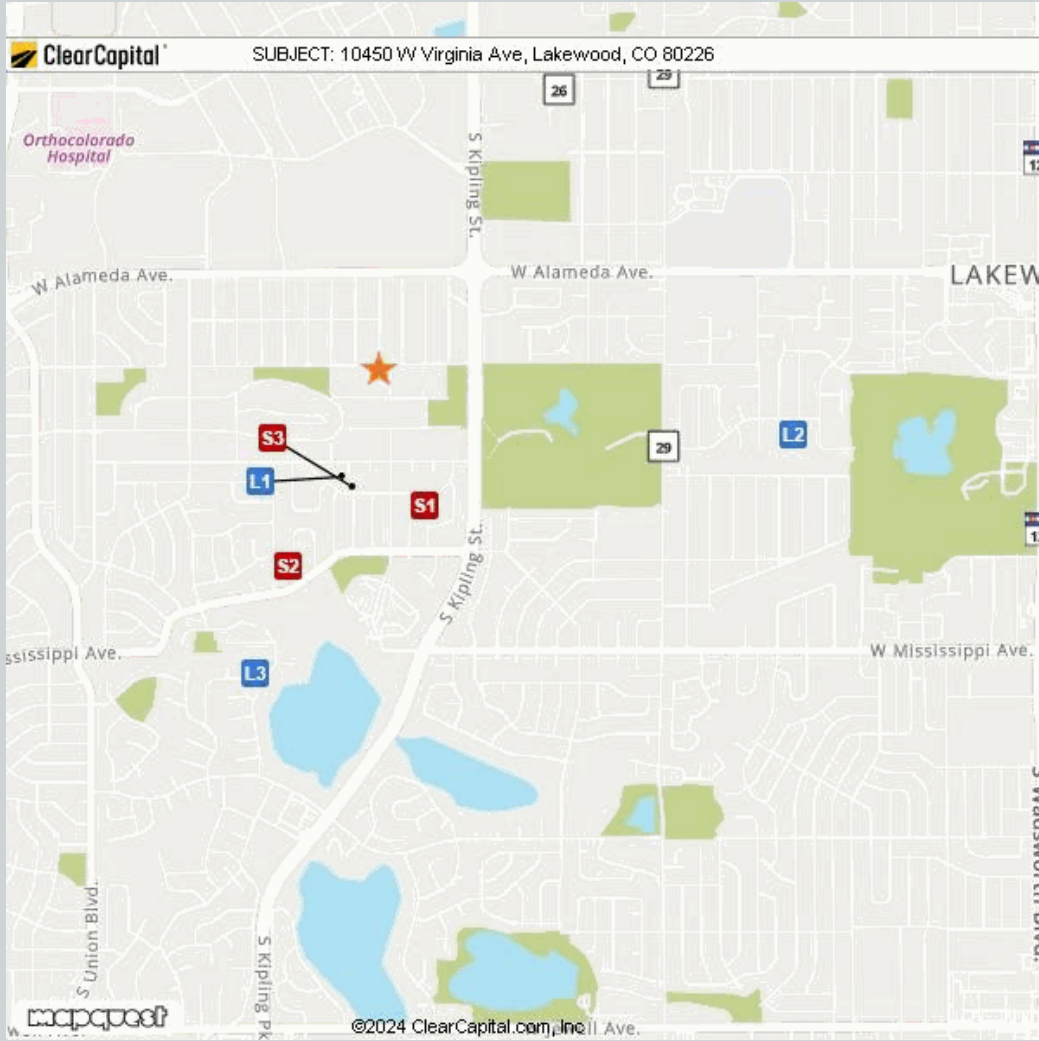 ClearCapital
SUBJECT: 10450 W Virginia Ave, Lakewood, CO 80226
29
26
Orthocolorado
Hospital
S Kipling St.
W Alameda Ave.
W Alameda Ave.
LAKEW
S3
L1
S1
L2
29
S2
S Kipling St.
ssissippi Ave.
W Mississippi Ave.
L3
S Union Blvd.
S Kipling Pk
mapquest
©2024 ClearCapital.com, Inc
ell Ave.